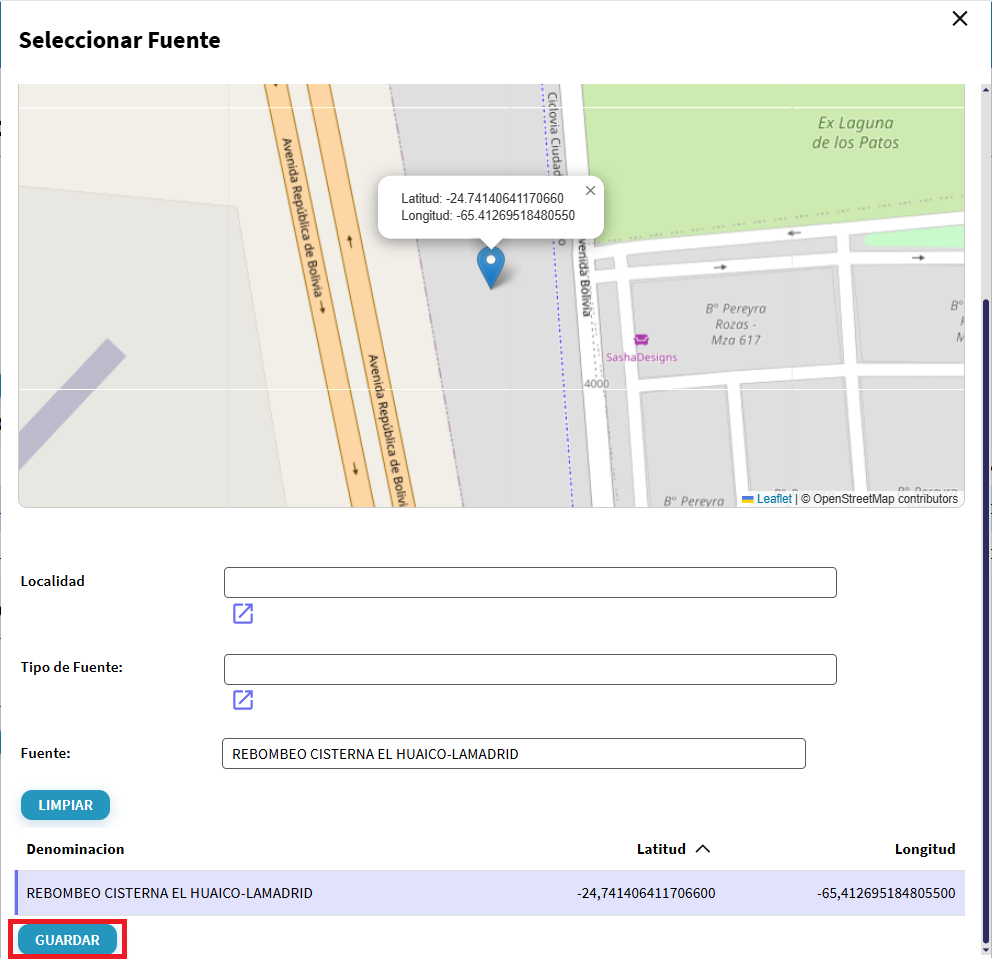 Seleccionar Fuente
Ex Laguna
de los Patos
Ciclovia Ciudad
Avenida República de Bolivia
Latitud: -24.74140641170660
Longitud: -65.41269518480550
Avenida Bolivia
B° Pereyra
Rozas -
Mza 617
B°
SashaDesigns
Avenida República de Bolivi
4000
B° Pereyra
Leaflet | © OpenStreetMap contributors
Localidad
Tipo de Fuente:
Fuente:
REBOMBEO CISTERNA EL HUAICO-LAMADRID
LIMPIAR
Denominacion Latitud Longitud
REBOMBEO CISTERNA EL HUAICO-LAMADRID -24,741406411706600 -65,412695184805500
GUARDAR